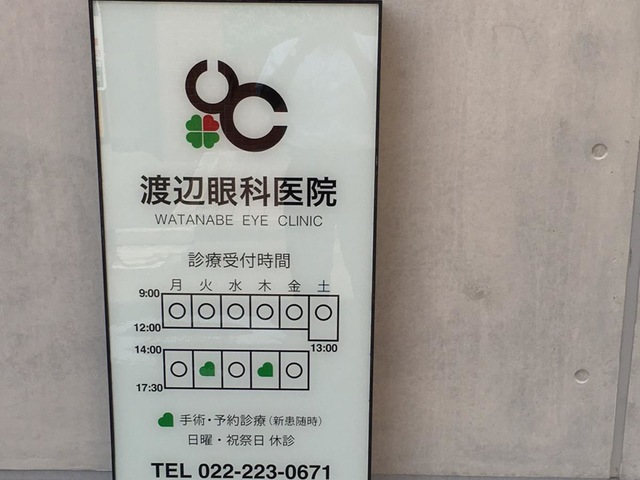 渡辺眼科医院
WATANABE EYE CLINIC
診療受付時間
月 火 水 木 金 土
9:00
12:00
13:00
14:00
17:30
手術・予約診療(新患随時)
日曜・祝祭日 休診
TEL 022-223-0671